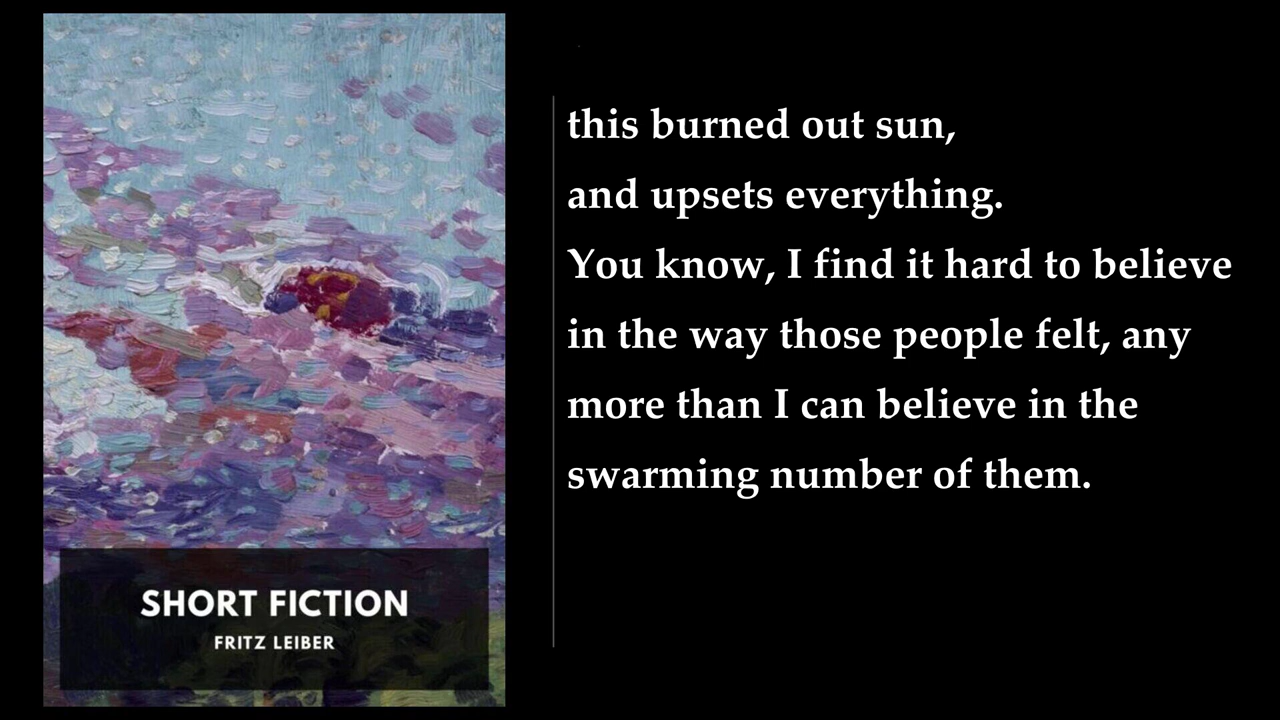 this burned out sun,
and upsets everything.
You know, I find it hard to believe
in the way those people felt, any
more than I can believe in the
swarming number of them.
SHORT FICTION
FRITZ LEIBER